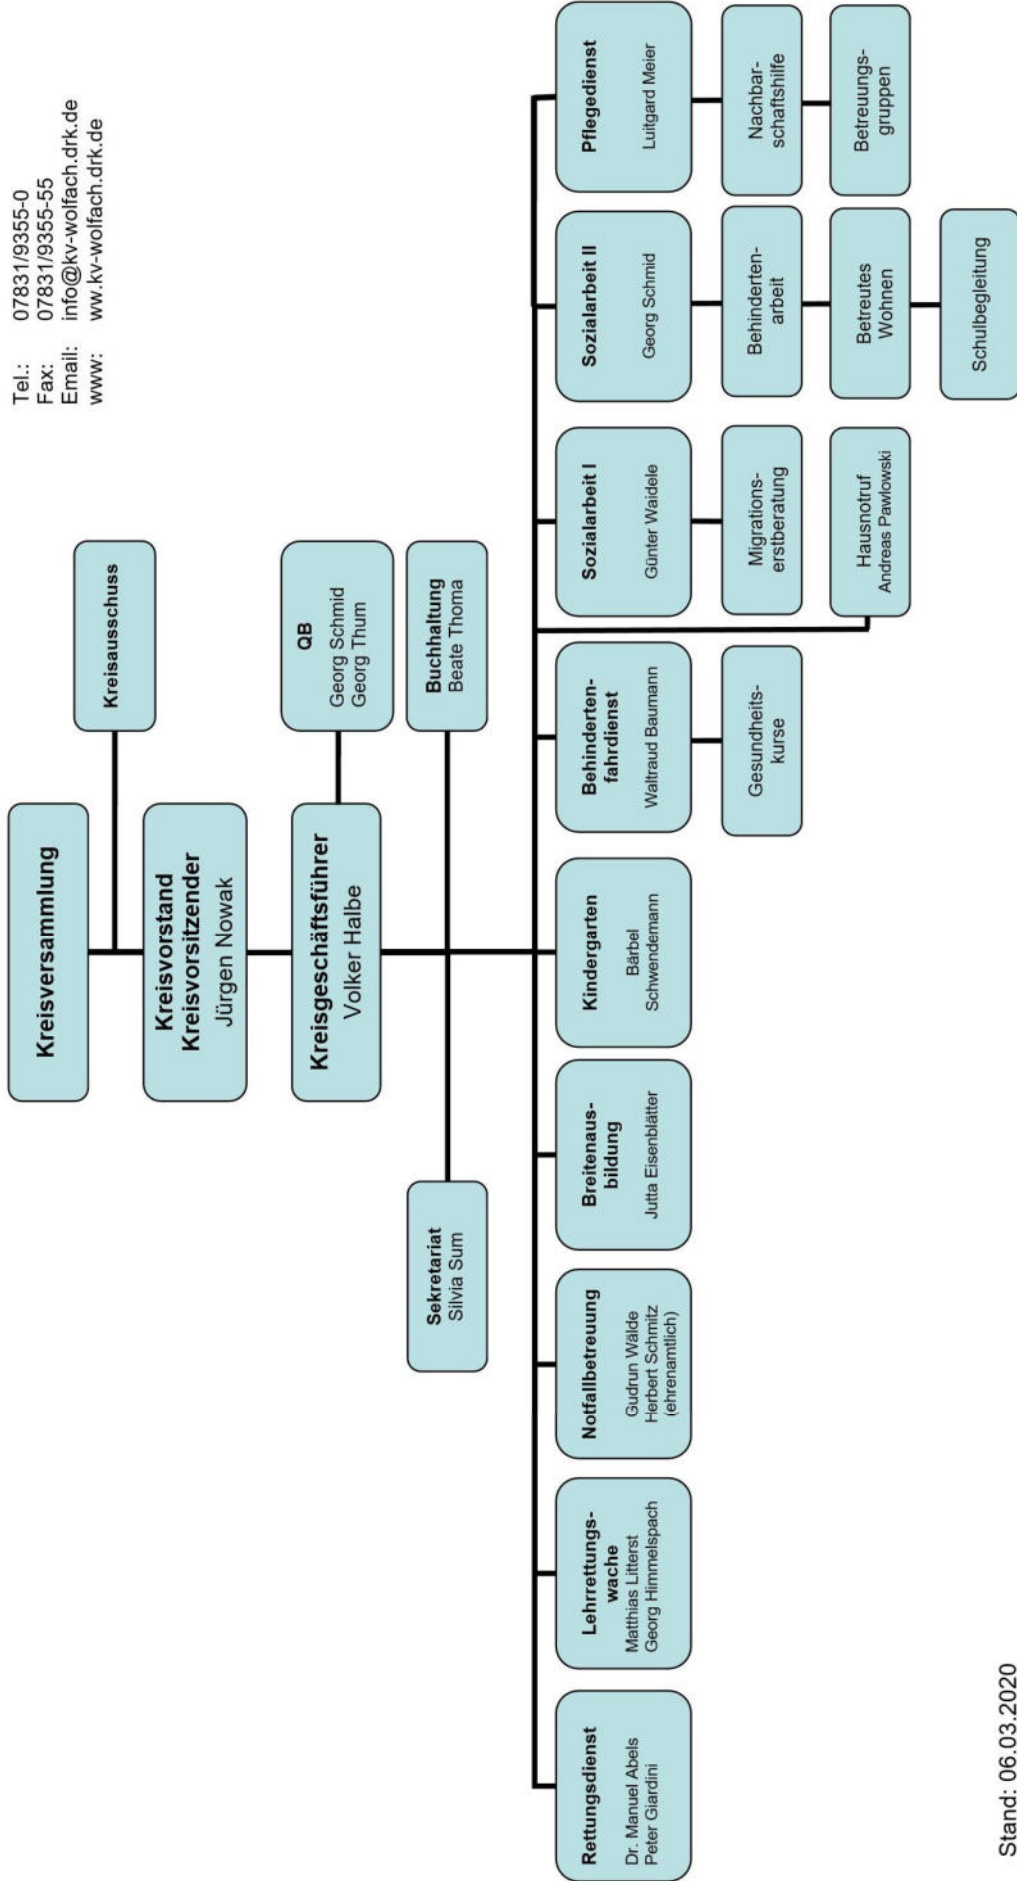 Tel.: 07831/9355-0
Fax: 07831/9355-55
Email: info@kv-wolfach.drk.de
www: ww.kv-wolfach.drk.de
Kreisversammlung
Kreisausschuss
Kreisvorstand
Kreisvorsitzender
Jürgen Nowak
Kreisgeschäftsführer
Volker Halbe
QB
Georg Schmid
Georg Thum
Sekretariat
Silvia Sum
Buchhaltung
Beate Thoma
Rettungsdienst
Dr. Manuel Abels
Peter Giardini
Lehrrettungs-
wache
Matthias Litterst
Georg Himmelspach
Notfallbetreuung
Gudrun Wälde
Herbert Schmitz
(ehrenamtlich)
Breitenaus-
bildung
Jutta Eisenblätter
Kindergarten
Bärbel
Schwendemann
Behinderten-
fahrdienst
Waltraud Baumann
Sozialarbeit I
Günter Waidele
Sozialarbeit II
Georg Schmid
Pflegedienst
Luitgard Meier
Gesundheits-
kurse
Migrations-
erstberatung
Behinderten-
arbeit
Nachbar-
schaftshilfe
Hausnotruf
Andreas Pawlowski
Betreutes
Wohnen
Betreuungs-
gruppen
Schulbegleitung
Stand: 06.03.2020